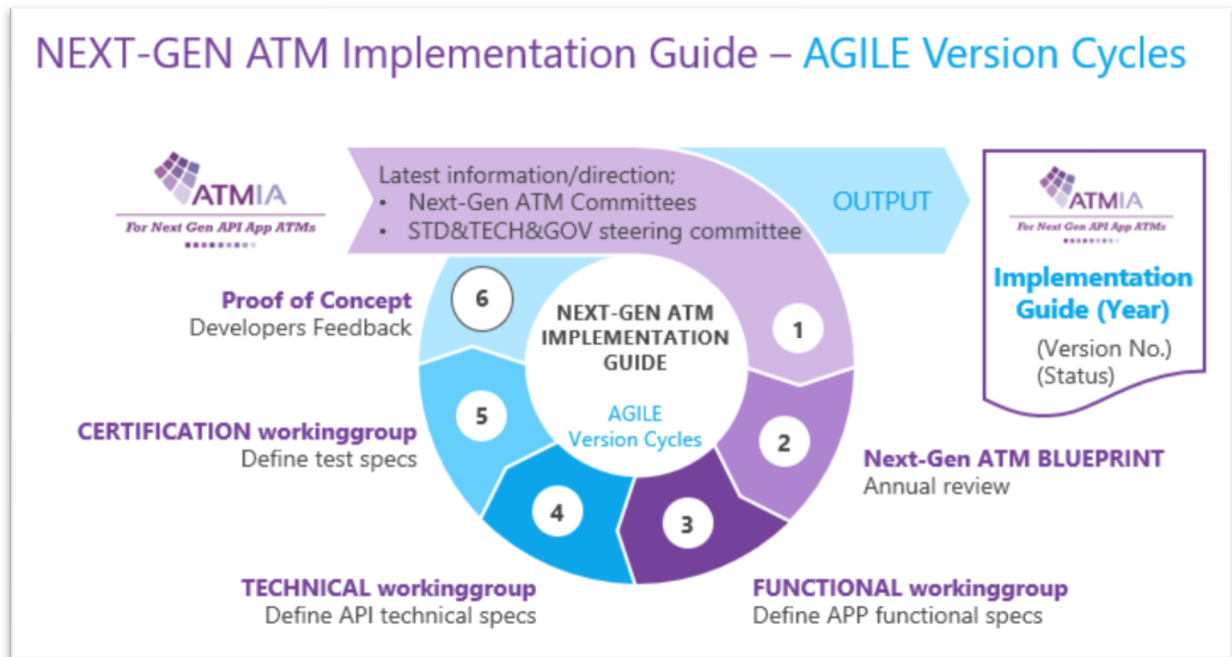 NEXT-GEN ATM Implementation Guide – AGILE Version Cycles
ATMIA
For Next Gen API App ATMs
Latest information/direction;
• Next-Gen ATM Committees
• STD&TECH&GOV steering committee
OUTPUT
ATMIA
For Next Gen API App ATMs
Implementation
Guide (Year)
(Version No.)
(Status)
NEXT-GEN ATM
IMPLEMENTATION
GUIDE
AGILE
Version Cycles
1
2
Next-Gen ATM BLUEPRINT
Annual review
3
FUNCTIONAL workinggroup
Define APP functional specs
4
TECHNICAL workinggroup
Define API technical specs
5
CERTIFICATION workinggroup
Define test specs
6
Proof of Concept
Developers Feedback